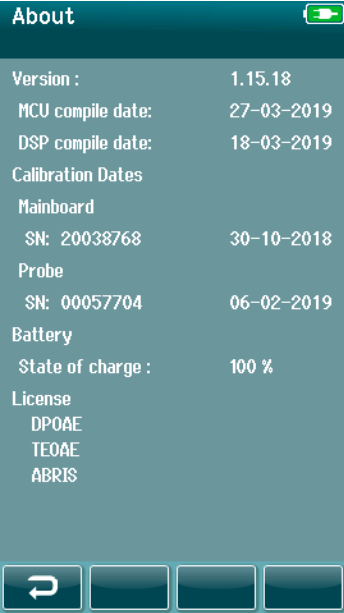 About
Version : 1.15.18
MCU compile date: 27-03-2019
DSP compile date: 18-03-2019
Calibration Dates
Mainboard
SN: 20038768 30-10-2018
Probe
SN: 00057704 06-02-2019
Battery
State of charge : 100 %
License
DPOAE
TEOAE
ABRIS